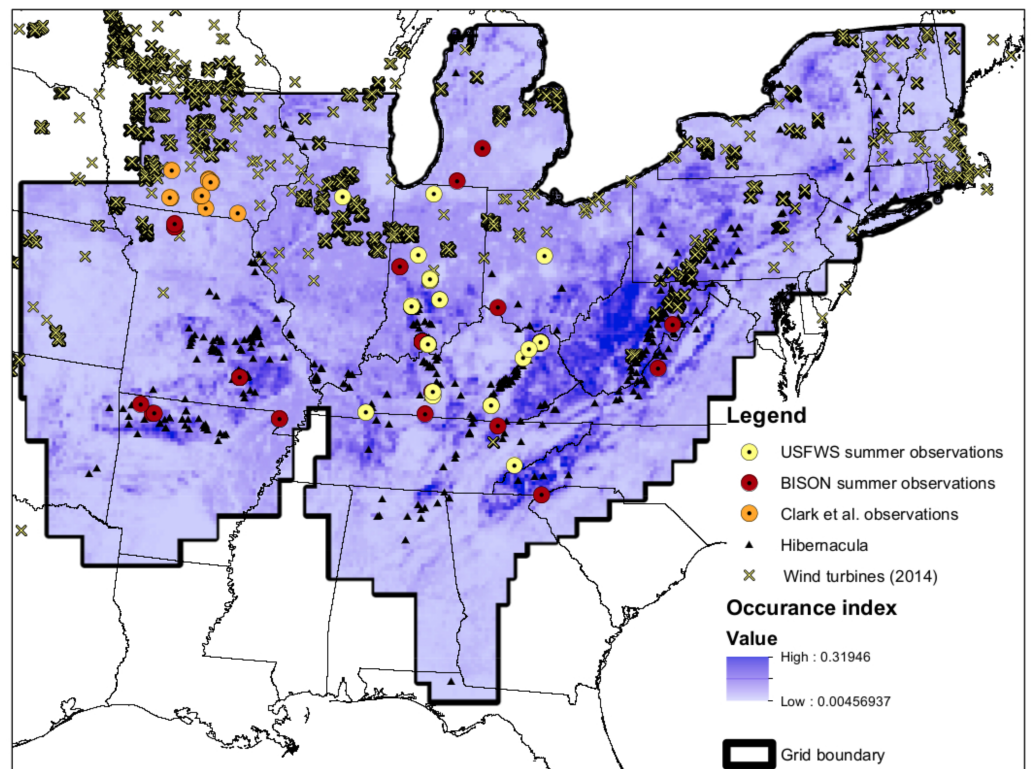 Legend
USFWS summer observations
BISON summer observations
Clark et al. observations
Hibernacula
Wind turbines (2014)
Occurance index
Value
High : 0.31946
Low : 0.00456937
Grid boundary